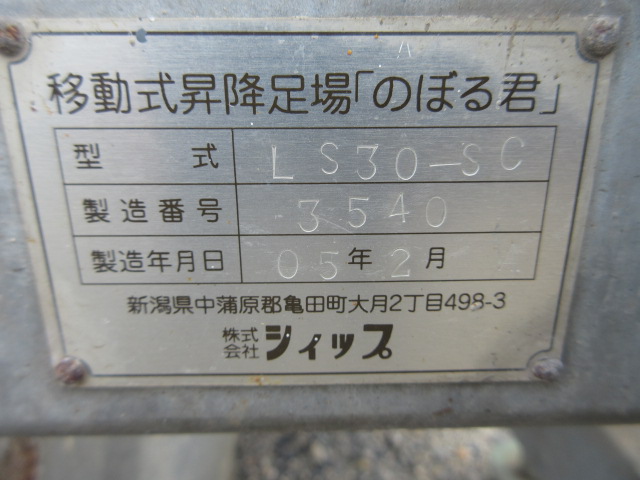 移動式昇降足場「のぼる君」
型式 LS30-SC
製造番号 3540
製造年月日 05年2月
新潟県中蒲原郡亀田町大月2丁目498-3
株式会社 シィップ